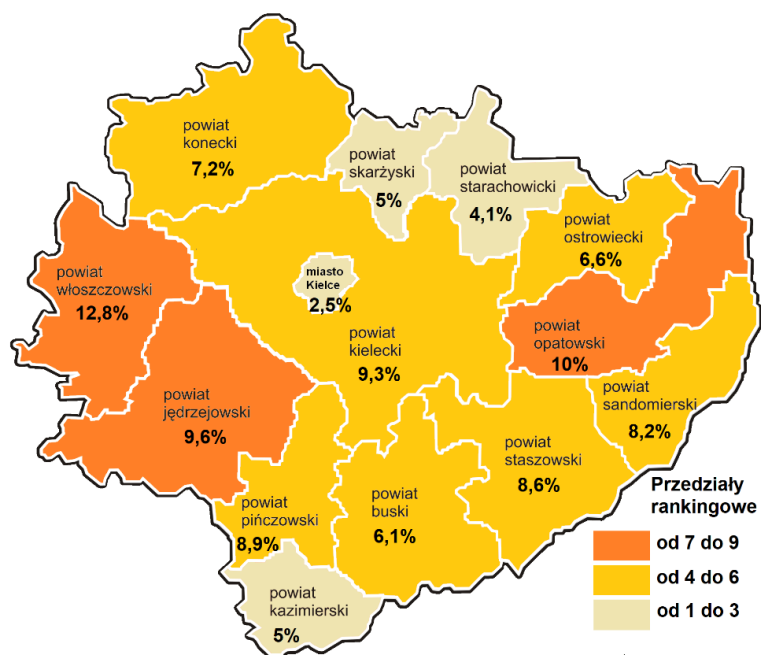 powiat
konecki
7,2%
powiat
skarżyski
5%
powiat
starachowicki
4,1%
powiat
ostrowiecki
6,6%
powiat
włoszczowski
12,8%
miasto
Kielce
2,5%
powiat
kielecki
9,3%
powiat
opatowski
10%
powiat
jędrzejowski
9,6%
powiat
sandomierski
8,2%
powiat
staszowski
8,6%
powiat
pińczowski
8,9%
powiat
buski
6,1%
powiat
kazimierski
5%
Przedziały
rankingowe
od 7 do 9
od 4 do 6
od 1 do 3